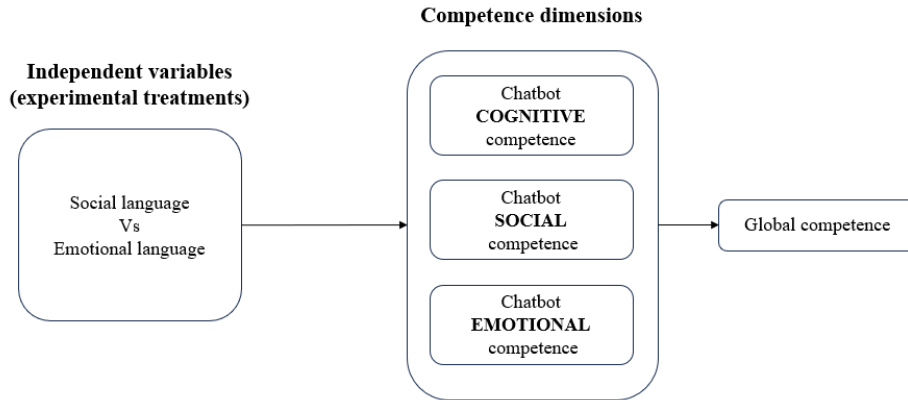 Competence dimensions
Independent variables
(experimental treatments)
Social language
Vs
Emotional language
Chatbot
COGNITIVE
competence
Chatbot
SOCIAL
competence
Chatbot
EMOTIONAL
competence
Global competence